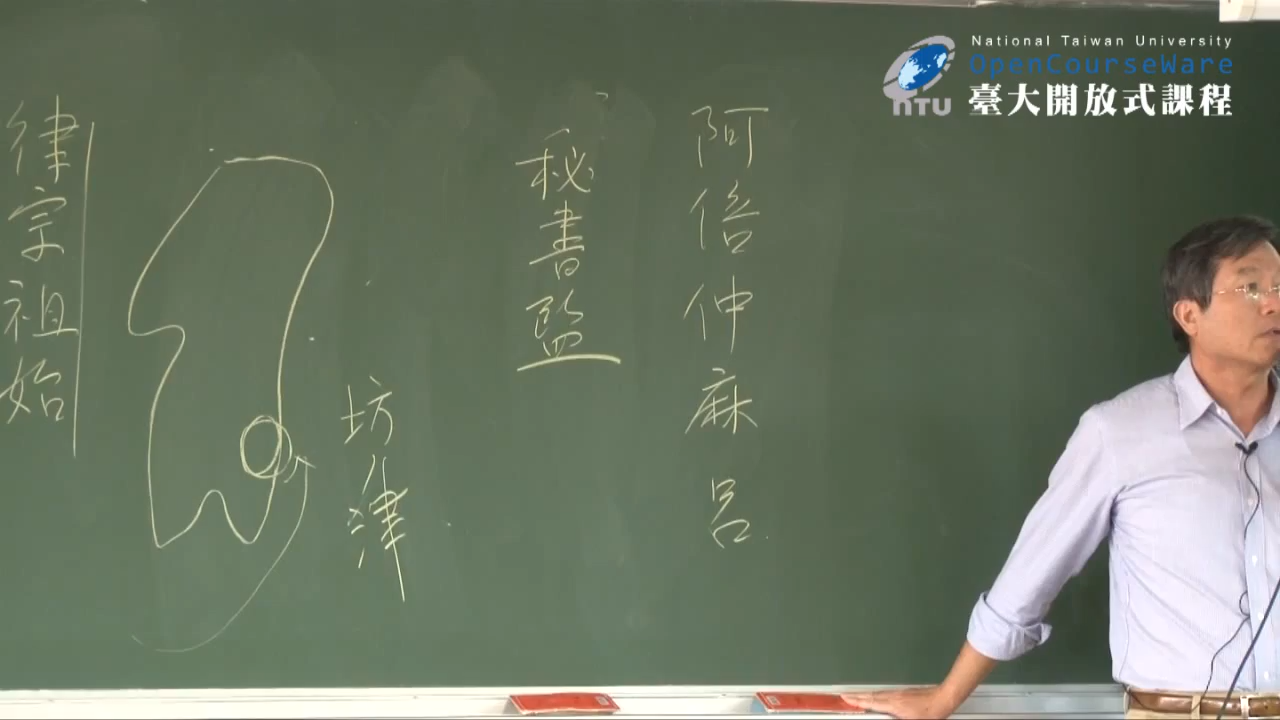 National Taiwan University
OpenCourseWare
臺大開放式課程
NTU
阿倍仲麻呂
秘書監
坊津
律宗祖始